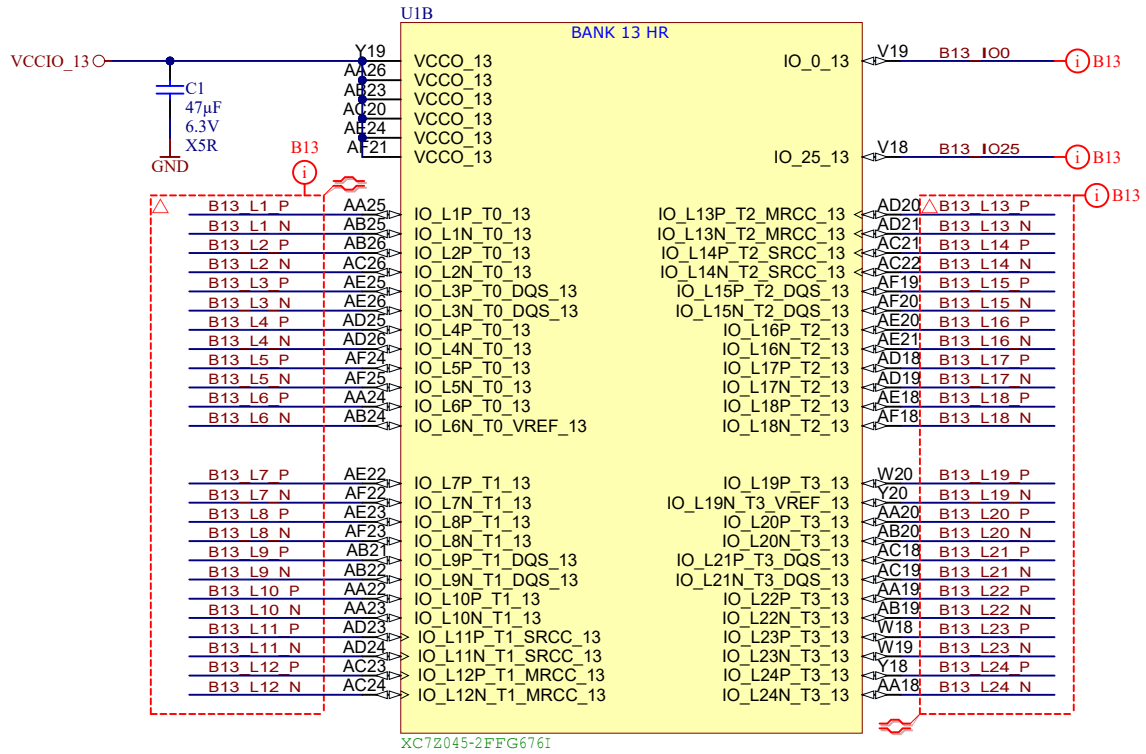 U1B
BANK 13 HR
VCCIO_13
Y19 VCCO_13 IO_0_13 V19 B13_IO0 i B13
AA26 VCCO_13
AB23 VCCO_13
AC20 VCCO_13
AE24 VCCO_13
AF21 VCCO_13 IO_25_13 V18 B13_IO25 i B13
C1
47µF
6.3V
X5R
GND
B13
i
i B13
B13_L1_P AA25 IO_L1P_T0_13 IO_L13P_T2_MRCC_13 AD20 B13_L13_P
B13_L1_N AB25 IO_L1N_T0_13 IO_L13N_T2_MRCC_13 AD21 B13_L13_N
B13_L2_P AB26 IO_L2P_T0_13 IO_L14P_T2_SRCC_13 AC21 B13_L14_P
B13_L2_N AC26 IO_L2N_T0_13 IO_L14N_T2_SRCC_13 AC22 B13_L14_N
B13_L3_P AE25 IO_L3P_T0_DQS_13 IO_L15P_T2_DQS_13 AF19 B13_L15_P
B13_L3_N AE26 IO_L3N_T0_DQS_13 IO_L15N_T2_DQS_13 AF20 B13_L15_N
B13_L4_P AD25 IO_L4P_T0_13 IO_L16P_T2_13 AE20 B13_L16_P
B13_L4_N AD26 IO_L4N_T0_13 IO_L16N_T2_13 AE21 B13_L16_N
B13_L5_P AF24 IO_L5P_T0_13 IO_L17P_T2_13 AD18 B13_L17_P
B13_L5_N AF25 IO_L5N_T0_13 IO_L17N_T2_13 AD19 B13_L17_N
B13_L6_P AA24 IO_L6P_T0_13 IO_L18P_T2_13 AE18 B13_L18_P
B13_L6_N AB24 IO_L6N_T0_VREF_13 IO_L18N_T2_13 AF18 B13_L18_N
B13_L7_P AE22 IO_L7P_T1_13 IO_L19P_T3_13 W20 B13_L19_P
B13_L7_N AF22 IO_L7N_T1_13 IO_L19N_T3_VREF_13 Y20 B13_L19_N
B13_L8_P AE23 IO_L8P_T1_13 IO_L20P_T3_13 AA20 B13_L20_P
B13_L8_N AF23 IO_L8N_T1_13 IO_L20N_T3_13 AB20 B13_L20_N
B13_L9_P AB21 IO_L9P_T1_DQS_13 IO_L21P_T3_DQS_13 AC18 B13_L21_P
B13_L9_N AB22 IO_L9N_T1_DQS_13 IO_L21N_T3_DQS_13 AC19 B13_L21_N
B13_L10_P AA22 IO_L10P_T1_13 IO_L22P_T3_13 AA19 B13_L22_P
B13_L10_N AA23 IO_L10N_T1_13 IO_L22N_T3_13 AB19 B13_L22_N
B13_L11_P AD23 IO_L11P_T1_SRCC_13 IO_L23P_T3_13 W18 B13_L23_P
B13_L11_N AD24 IO_L11N_T1_SRCC_13 IO_L23N_T3_13 W19 B13_L23_N
B13_L12_P AC23 IO_L12P_T1_MRCC_13 IO_L24P_T3_13 Y18 B13_L24_P
B13_L12_N AC24 IO_L12N_T1_MRCC_13 IO_L24N_T3_13 AA18 B13_L24_N
XC7Z045-2FFG676I